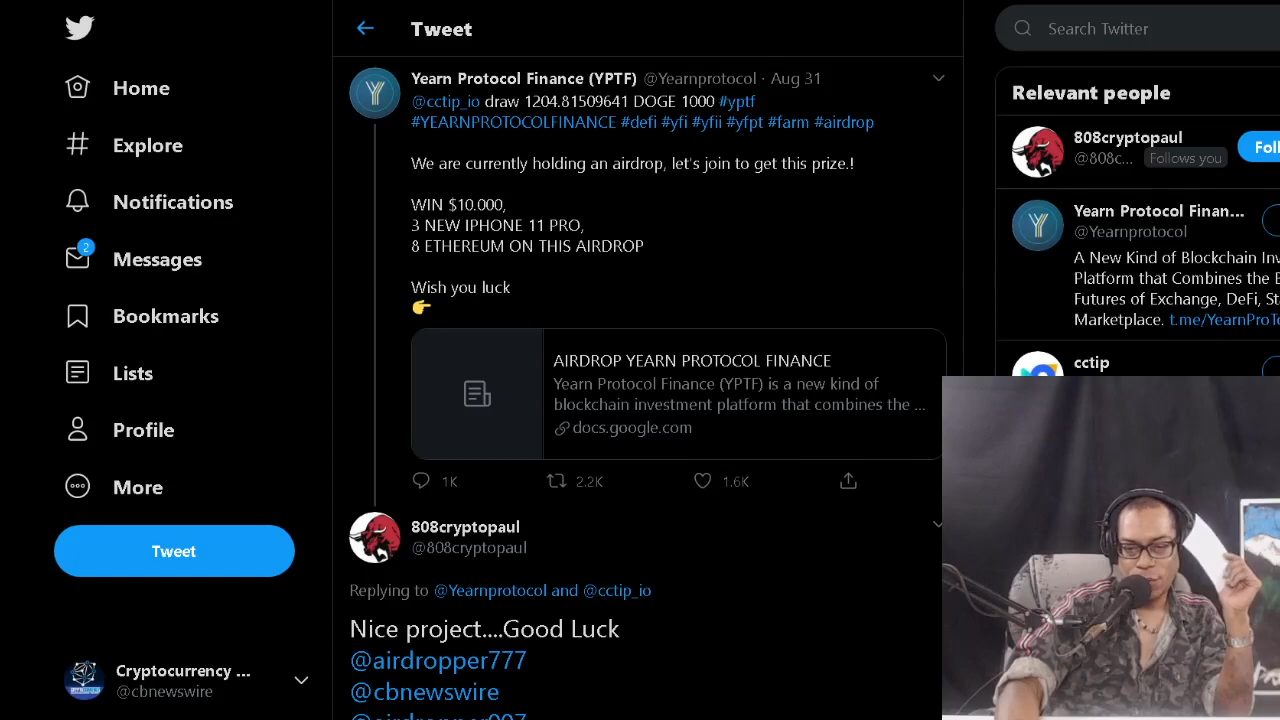 Home
Explore
Notifications
2
Messages
Bookmarks
Lists
Profile
More
Tweet
Cryptocurrency ...
@cbnewswire
Tweet
Yearn Protocol Finance (YPTF) @Yearnprotocol · Aug 31
@cctip_io draw 1204.81509641 DOGE 1000 #yptf
#YEARNPROTOCOLFINANCE #defi #yfi #yfii #yfpt #farm #airdrop
We are currently holding an airdrop, let's join to get this prize.!
WIN $10.000,
3 NEW IPHONE 11 PRO,
8 ETHEREUM ON THIS AIRDROP
Wish you luck
AIRDROP YEARN PROTOCOL FINANCE
Yearn Protocol Finance (YPTF) is a new kind of
blockchain investment platform that combines the ...
docs.google.com
1K 2.2K 1.6K
808cryptopaul
@808cryptopaul
Replying to @Yearnprotocol and @cctip_io
Nice project....Good Luck
@airdropper777
@cbnewswire
@airdropper007
Search Twitter
Relevant people
808cryptopaul
@808c... Follows you
Foll
Yearn Protocol Finan...
@Yearnprotocol
A New Kind of Blockchain Inv
Platform that Combines the
Futures of Exchange, DeFi, St
Marketplace. t.me/YearnProTo
cctip